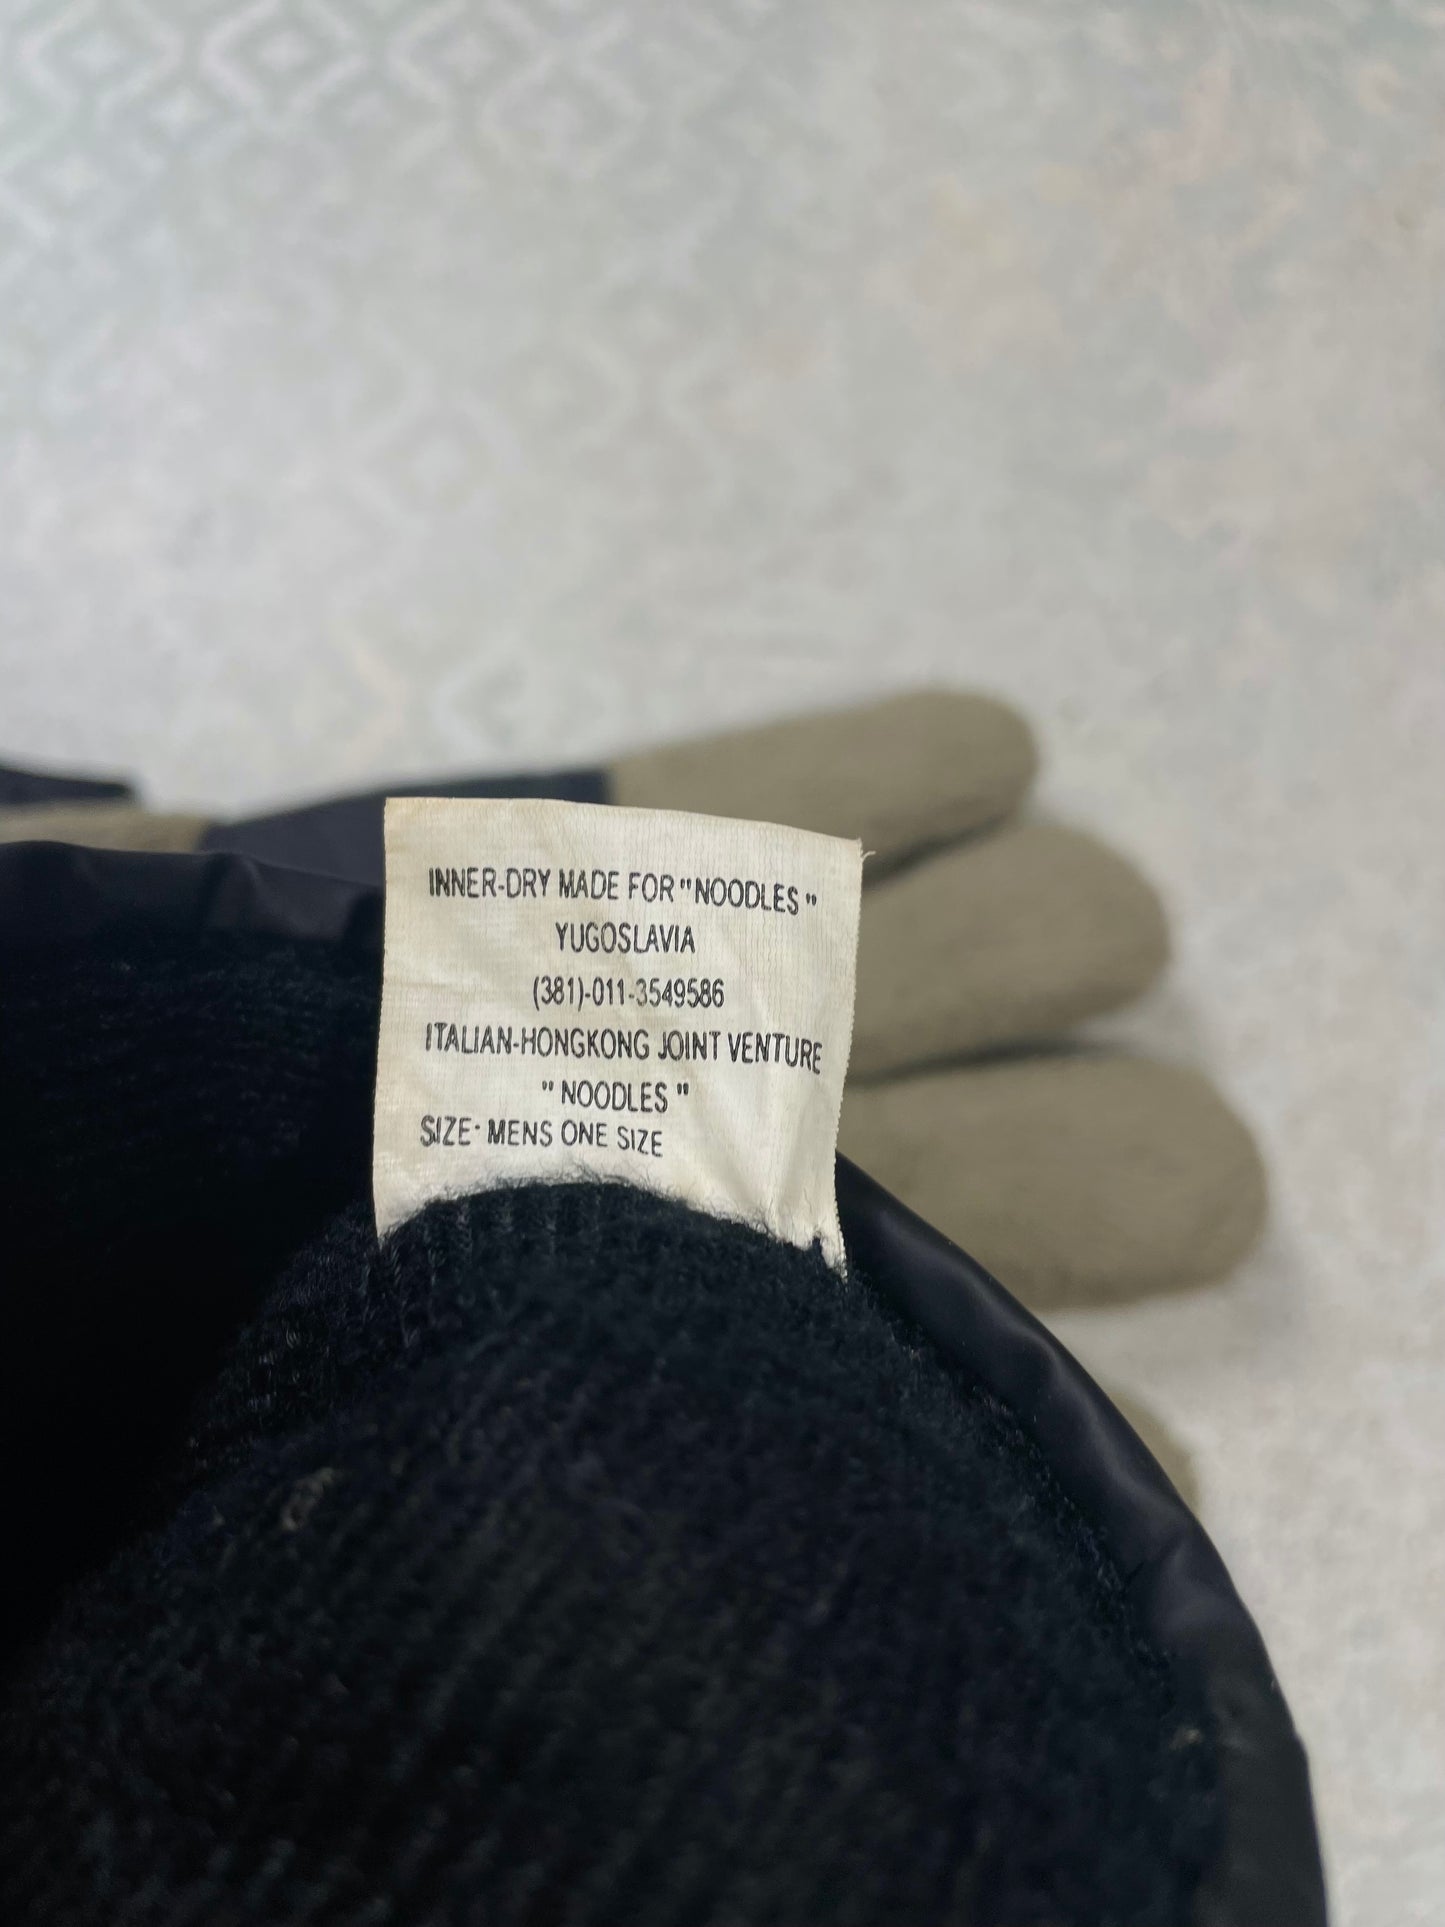 INNER-DRY MADE FOR "NOODLES"
YUGOSLAVIA
(381)-011-3549586
ITALIAN-HONGKONG JOINT VENTURE
"NOODLES"
SIZE- MENS ONE SIZE